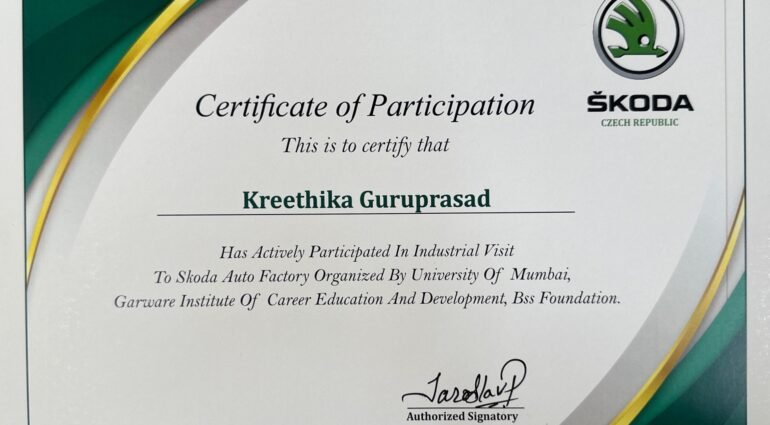 ŠKODA
CZECH REPUBLIC
Certificate of Participation
This is to certify that
Kreethika Guruprasad
Has Actively Participated In Industrial Visit
To Skoda Auto Factory Organized By University Of Mumbai,
Garware Institute Of Career Education And Development, Bss Foundation.
Jaroslav P
Authorized Signatory